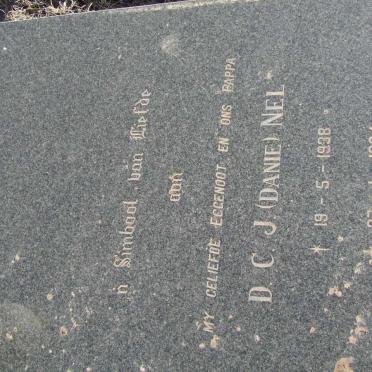 'n Simbool van Liefde
aan
MY GELIEFDE EGGENOOT EN ONS PAPPA
D C J (DANIE) NEL
* 19-5-1938